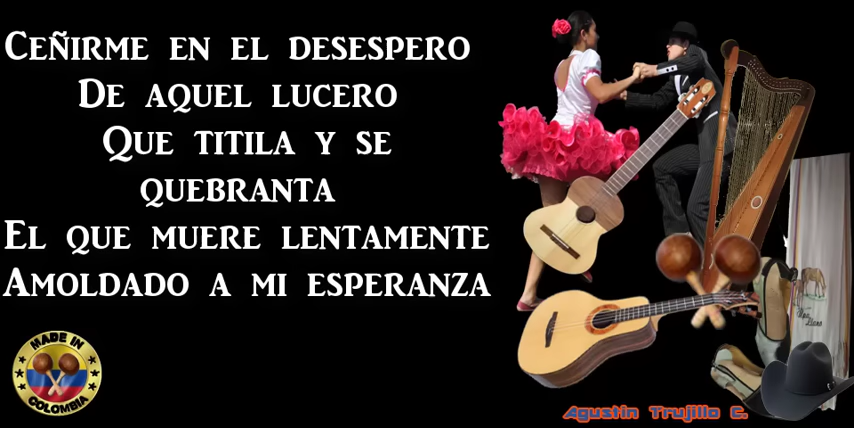 Ceñirme en el desespero
De aquel lucero
Que titila y se
quebranta
El que muere lentamente
Amoldado a mi esperanza
MADE IN
COLOMBIA
Agustin Trujillo C.